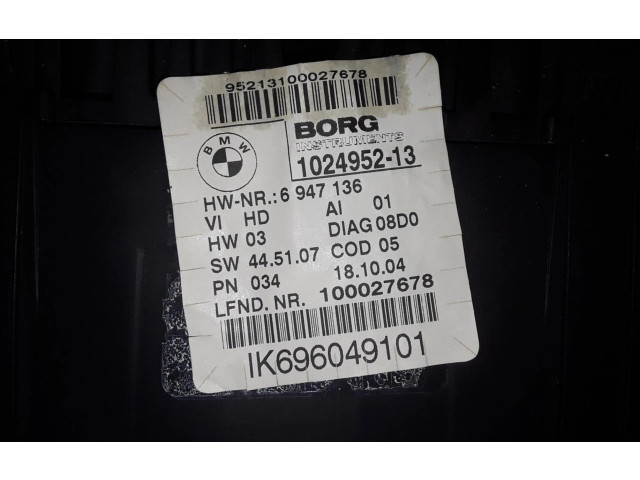 95213100027678
BMW
BORG
INSTRUMENTS
1024952-13
HW-NR.: 6 947 136
VI HD AI 01
HW 03 DIAG 08D0
SW 44.51.07 COD 05
PN 034 18.10.04
LFND. NR. 100027678
IK696049101